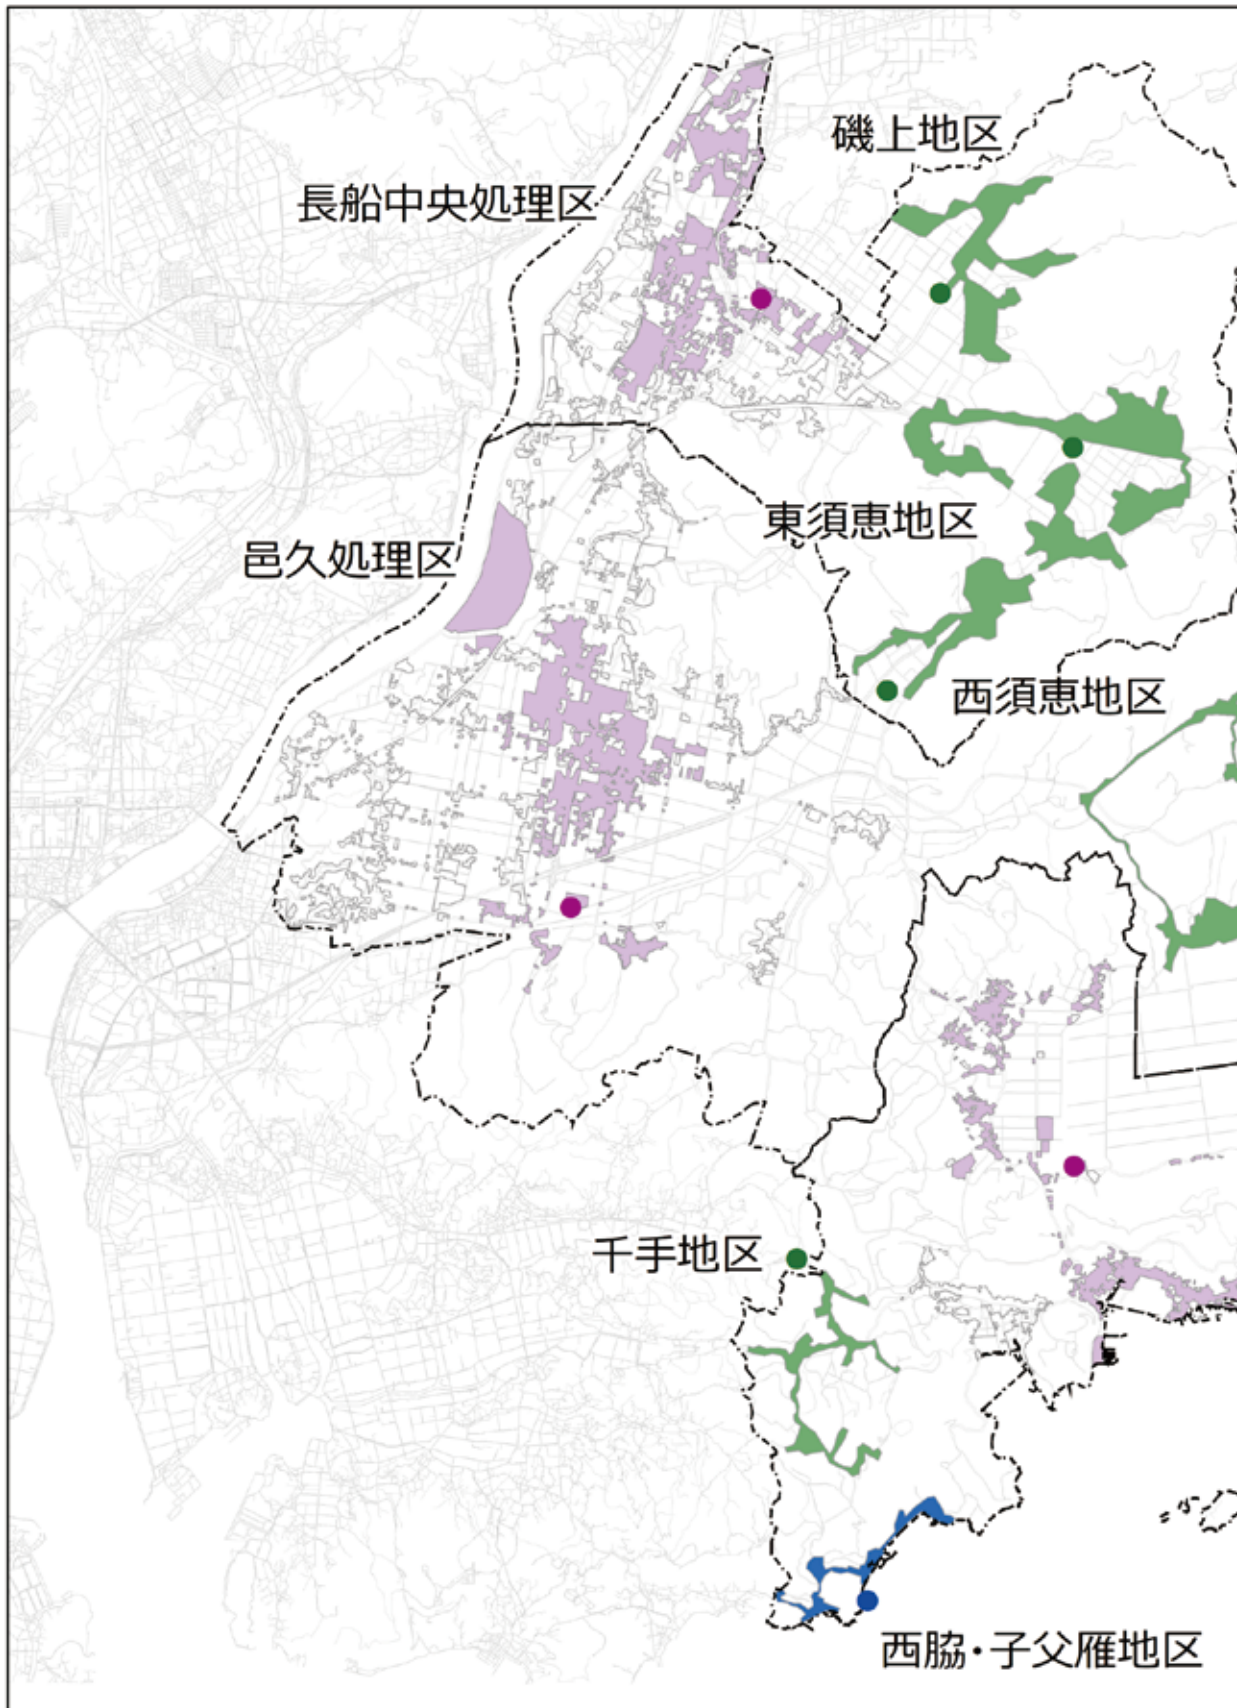 磯上地区
長船中央処理区
東須恵地区
邑久処理区
西須恵地区
千手地区
西脇・子父雁地区